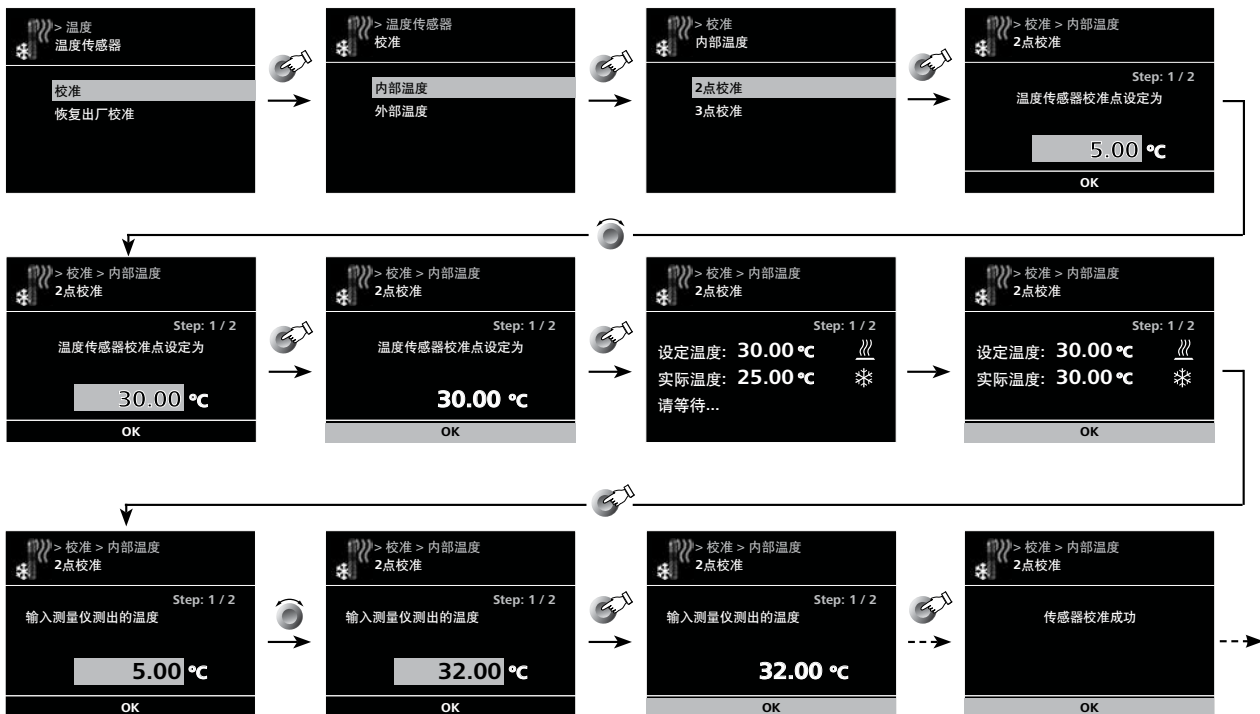 > 温度
温度传感器
校准
恢复出厂校准
> 温度传感器
校准
内部温度
外部温度
> 校准
内部温度
2点校准
3点校准
> 校准 > 内部温度
2点校准
Step: 1 / 2
温度传感器校准点设定为
5.00 °C
OK
> 校准 > 内部温度
2点校准
Step: 1 / 2
温度传感器校准点设定为
30.00 °C
OK
> 校准 > 内部温度
2点校准
Step: 1 / 2
温度传感器校准点设定为
30.00 °C
OK
> 校准 > 内部温度
2点校准
Step: 1 / 2
设定温度: 30.00 °C
实际温度: 25.00 °C
请等待...
> 校准 > 内部温度
2点校准
Step: 1 / 2
设定温度: 30.00 °C
实际温度: 30.00 °C
OK
> 校准 > 内部温度
2点校准
Step: 1 / 2
输入测量仪测出的温度
5.00 °C
OK
> 校准 > 内部温度
2点校准
Step: 1 / 2
输入测量仪测出的温度
32.00 °C
OK
> 校准 > 内部温度
2点校准
Step: 1 / 2
输入测量仪测出的温度
32.00 °C
OK
> 校准 > 内部温度
2点校准
传感器校准成功
OK